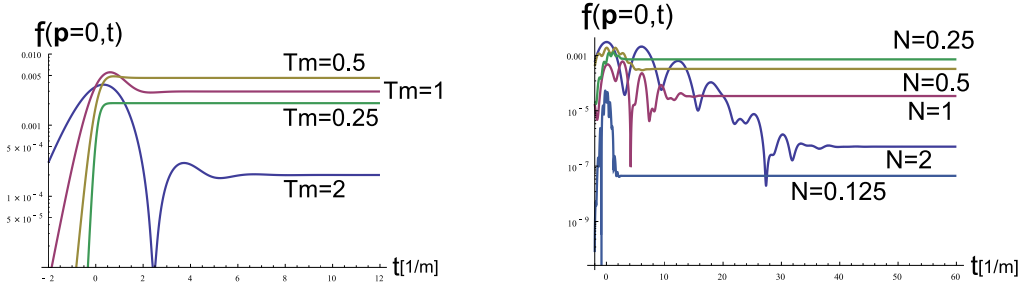 f(p=0,t)
0.010
0.005
0.001
5 × 10⁻⁴
1 × 10⁻⁴
5 × 10⁻⁵
Tm=0.5
Tm=1
Tm=0.25
Tm=2
-2 0 2 4 6 8 10 12
t[1/m]
f(p=0,t)
0.001
10⁻⁵
10⁻⁷
10⁻⁹
N=0.25
N=0.5
N=1
N=2
N=0.125
0 10 20 30 40 50 60
t[1/m]